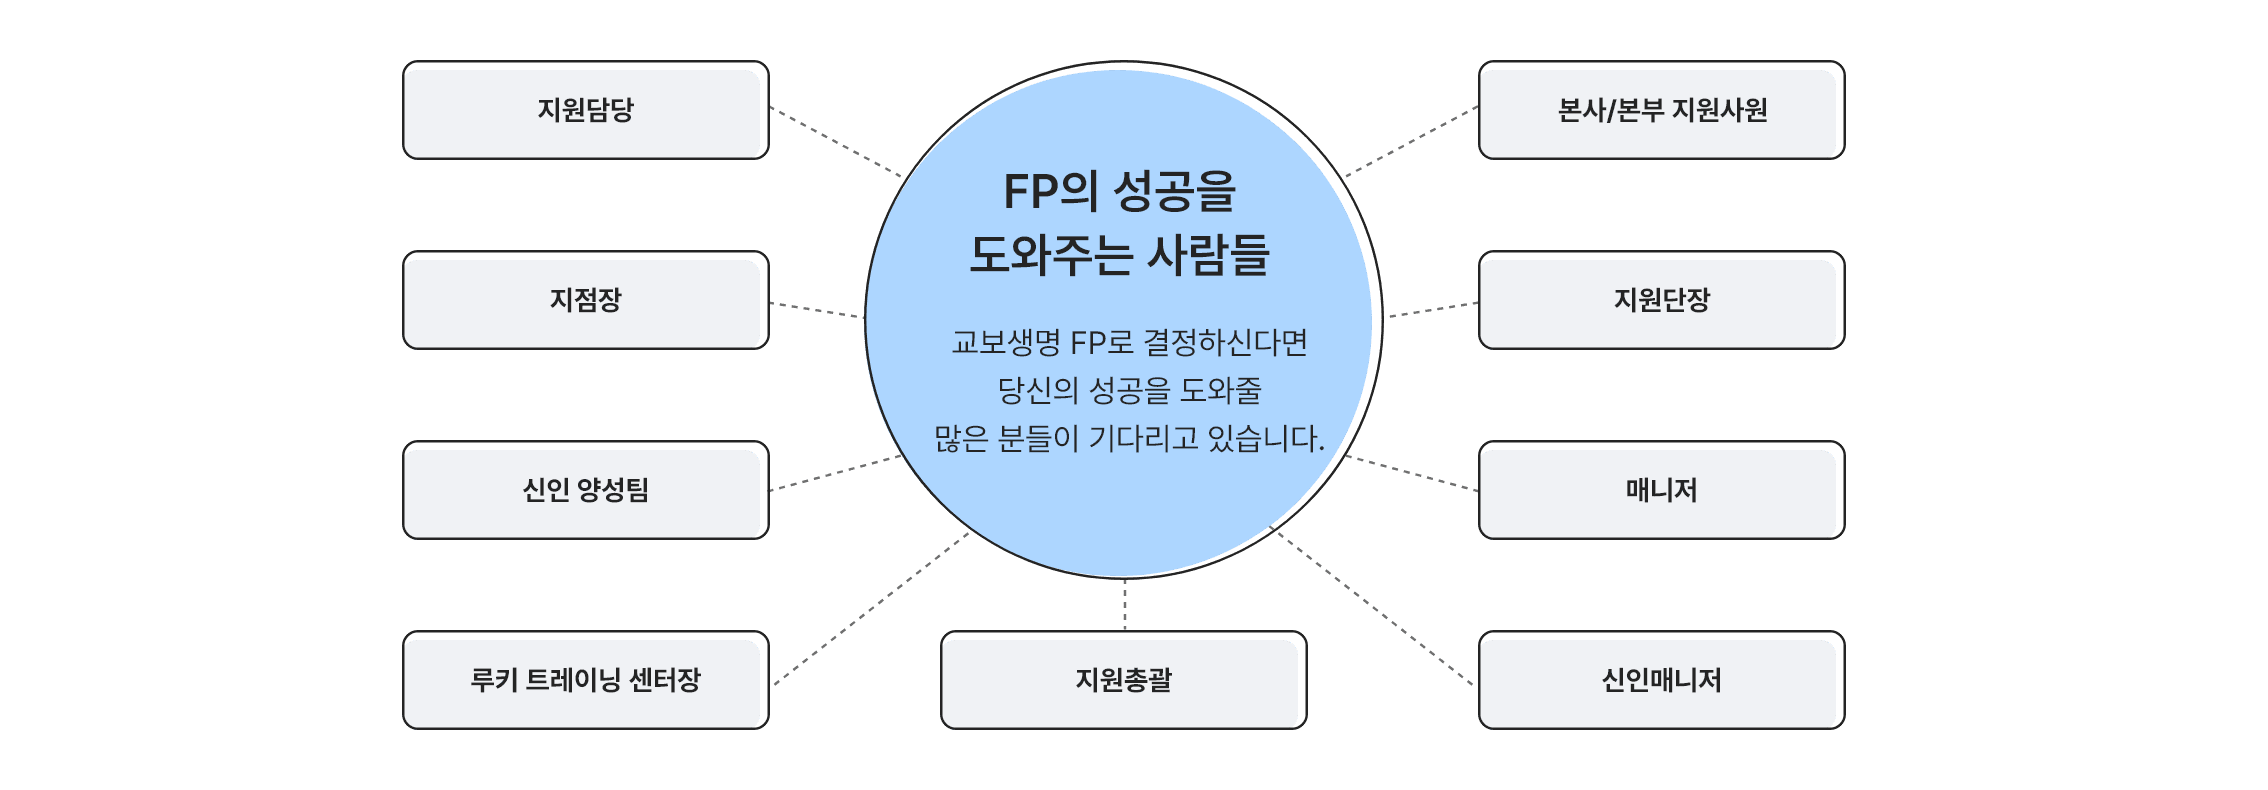 FP의 성공을
도와주는 사람들
교보생명 FP로 결정하신다면
당신의 성공을 도와줄
많은 분들이 기다리고 있습니다.
지원담당
지점장
신인 양성팀
루키 트레이닝 센터장
지원총괄
본사/본부 지원사원
지원단장
매니저
신인매니저